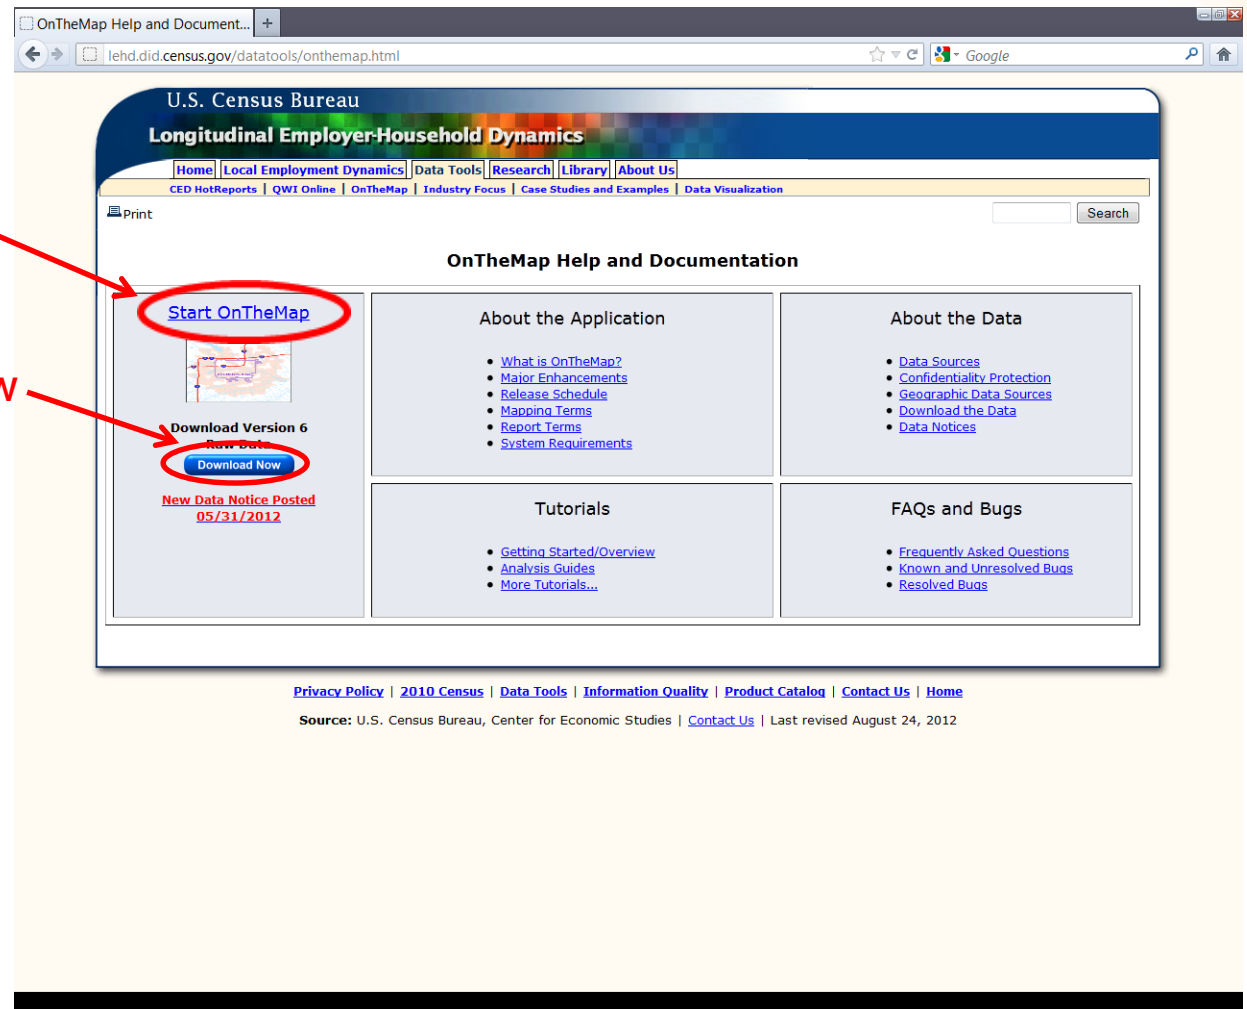 OnTheMap Help and Document... +
lehd.did.census.gov/datatools/onthemap.html
Google
U.S. Census Bureau
Longitudinal Employer-Household Dynamics
Home Local Employment Dynamics Data Tools Research Library About Us
CED HotReports | QWI Online | OnTheMap | Industry Focus | Case Studies and Examples | Data Visualization
Print
Search
OnTheMap Help and Documentation
Start OnTheMap
w
Download Version 6
Raw Data
Download Now
New Data Notice Posted
05/31/2012
About the Application
• What is OnTheMap?
• Major Enhancements
• Release Schedule
• Mapping Terms
• Report Terms
• System Requirements
About the Data
• Data Sources
• Confidentiality Protection
• Geographic Data Sources
• Download the Data
• Data Notices
Tutorials
• Getting Started/Overview
• Analysis Guides
• More Tutorials...
FAQs and Bugs
• Frequently Asked Questions
• Known and Unresolved Bugs
• Resolved Bugs
Privacy Policy | 2010 Census | Data Tools | Information Quality | Product Catalog | Contact Us | Home
Source: U.S. Census Bureau, Center for Economic Studies | Contact Us | Last revised August 24, 2012